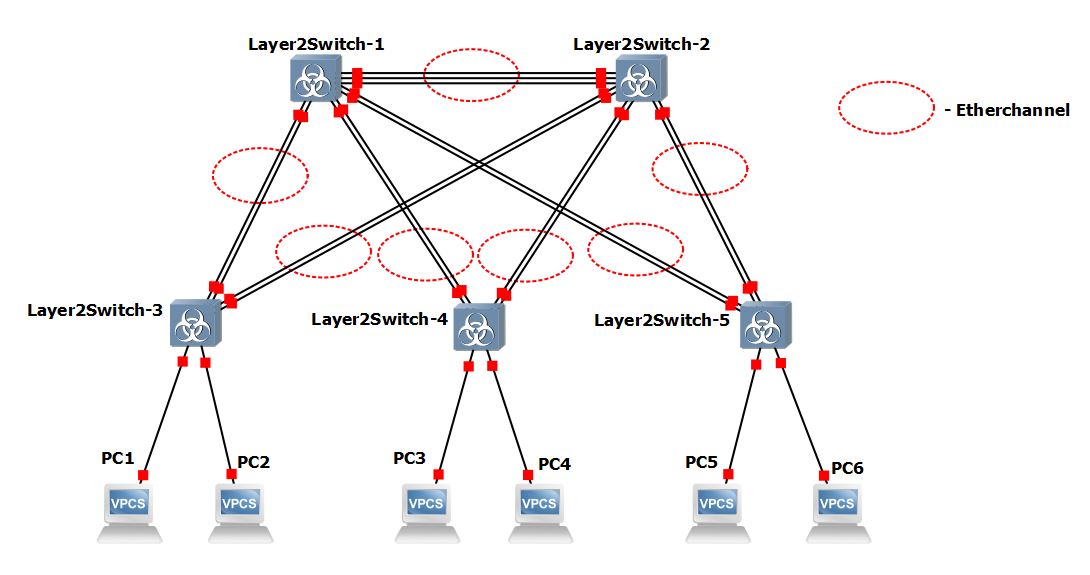 Layer2Switch-1
Layer2Switch-2
- Etherchannel
Layer2Switch-3
Layer2Switch-4
Layer2Switch-5
PC1
PC2
PC3
PC4
PC5
PC6
VPCS
VPCS
VPCS
VPCS
VPCS
VPCS